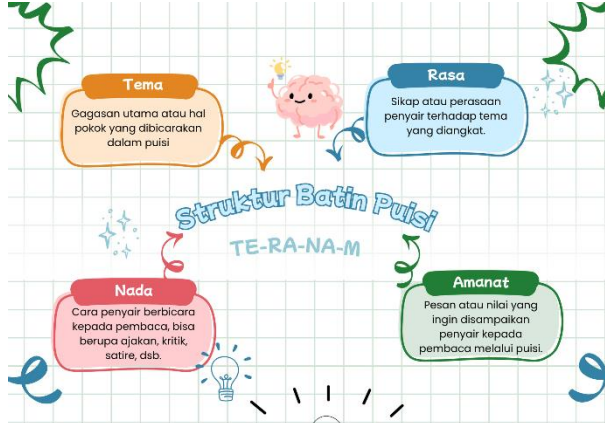 Tema
Gagasan utama atau hal
pokok yang dibicarakan
dalam puisi
Rasa
Sikap atau perasaan
penyair terhadap tema
yang diangkat.
Struktur Batin Puisi
TE-RA-NA-M
Nada
Cara penyair berbicara
kepada pembaca, bisa
berupa ajakan, kritik,
satire, dsb.
Amanat
Pesan atau nilai yang
ingin disampaikan
penyair kepada
pembaca melalui puisi.